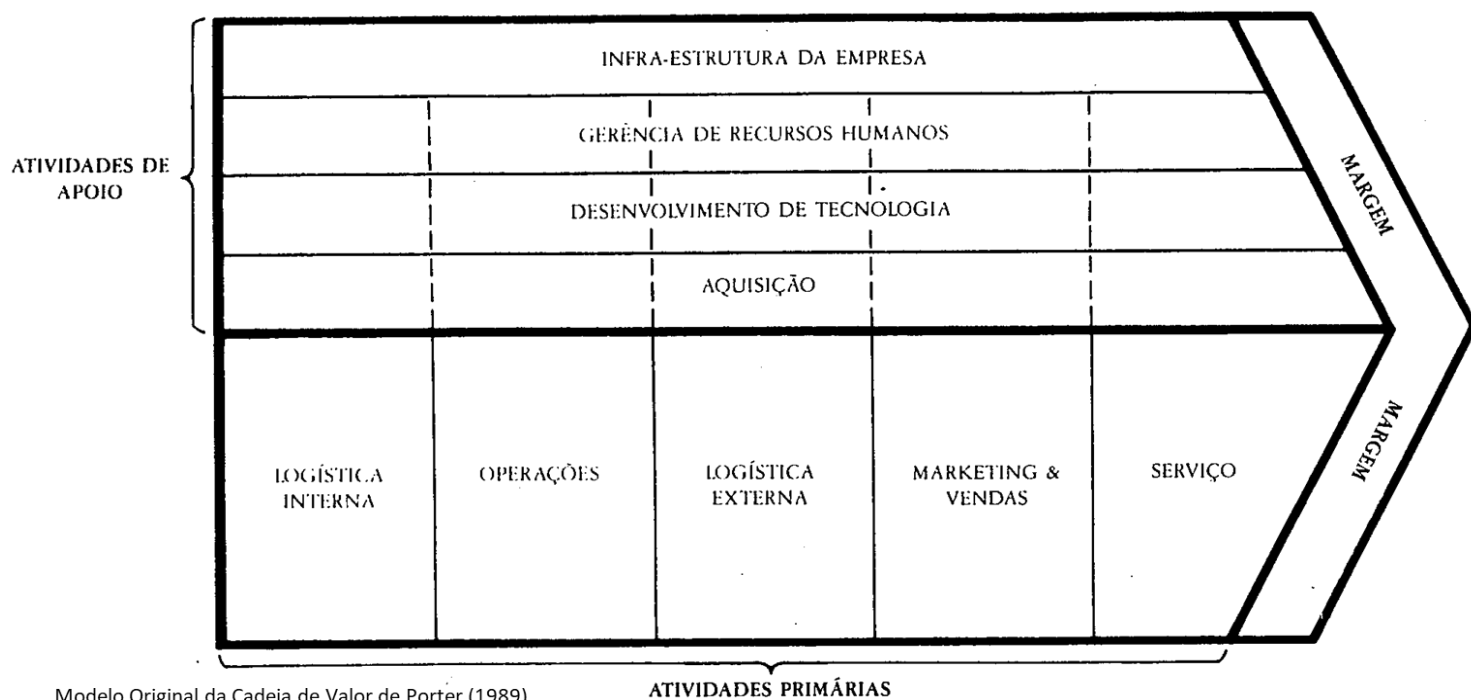 INFRA-ESTRUTURA DA EMPRESA
GERÊNCIA DE RECURSOS HUMANOS
ATIVIDADES DE
APOIO
DESENVOLVIMENTO DE TECNOLOGIA
AQUISIÇÃO
MARGEM
LOGÍSTICA
INTERNA
OPERAÇÕES
LOGÍSTICA
EXTERNA
MARKETING &
VENDAS
SERVIÇO
MARGEM
ATIVIDADES PRIMÁRIAS
Modelo Original da Cadeia de Valor de Porter (1989)